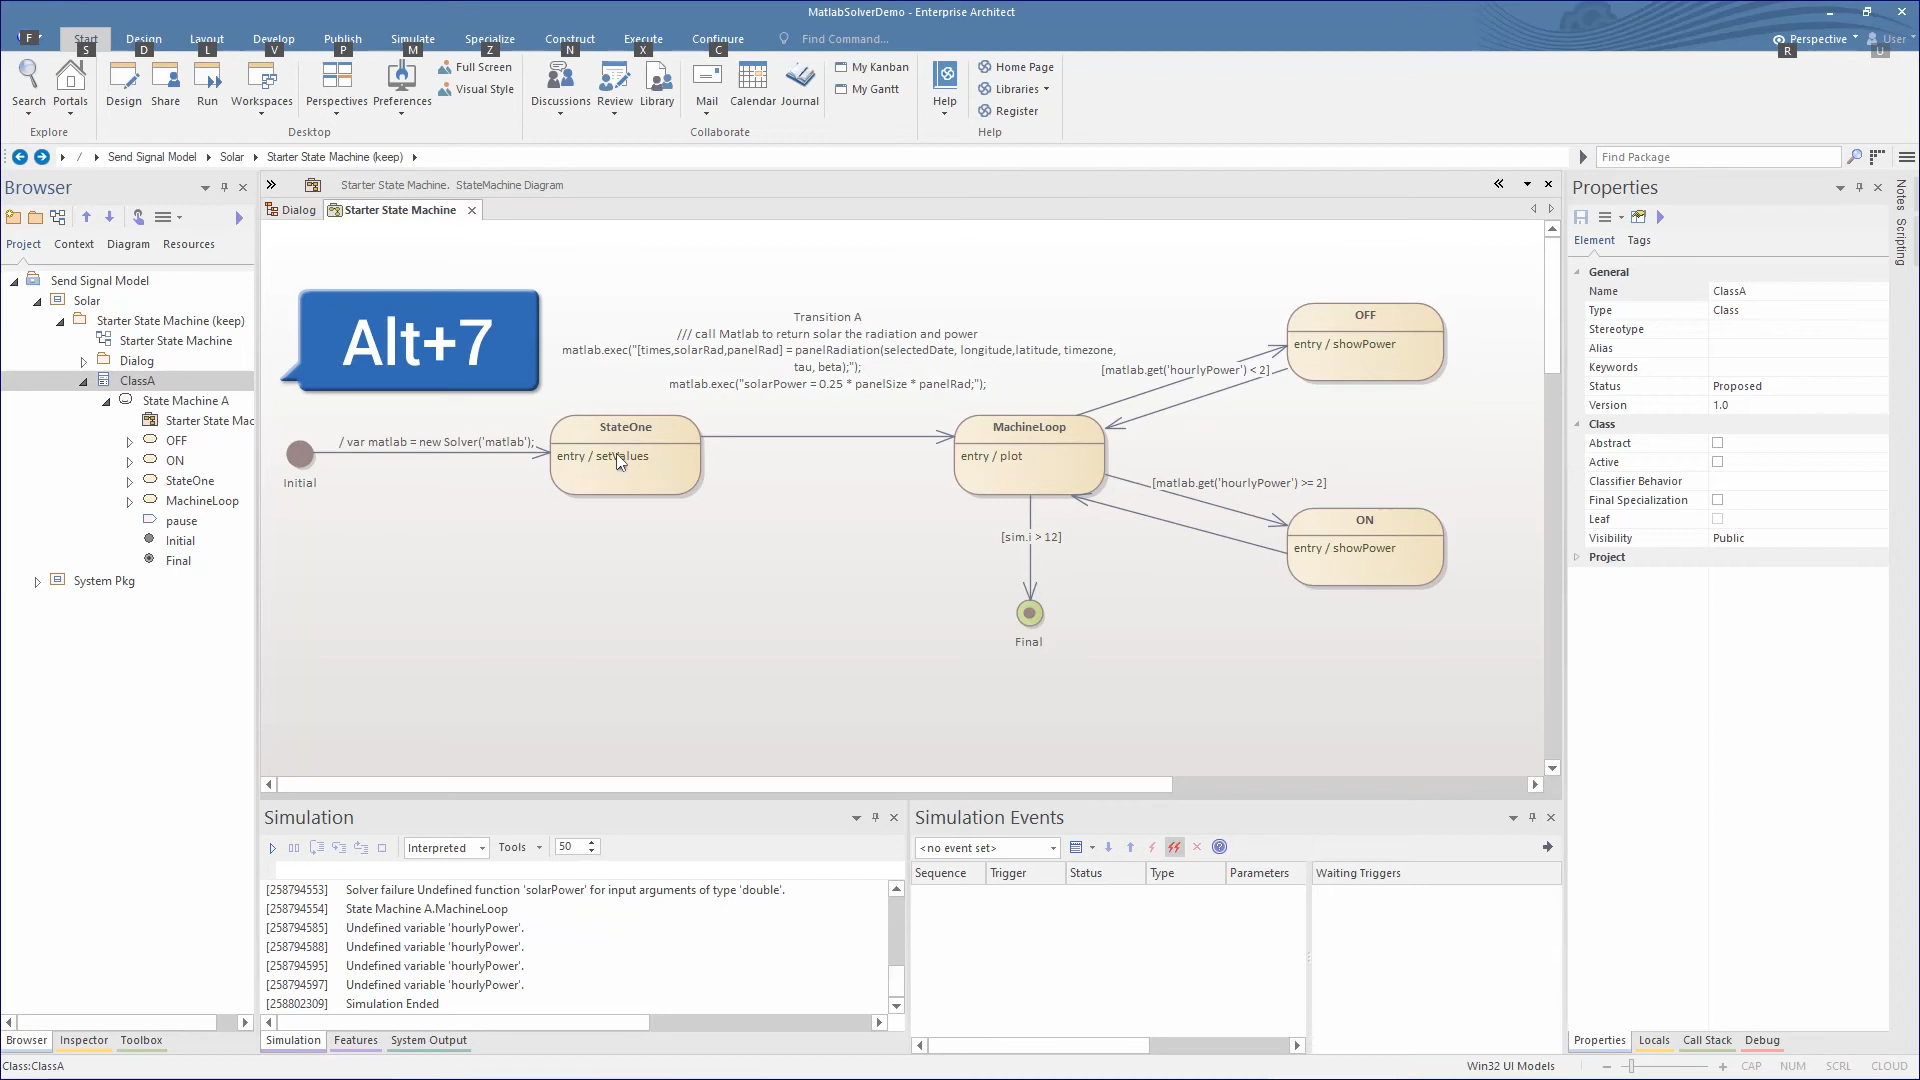 MatlabSolverDemo - Enterprise Architect
F
Start
Design
Layout
Develop
Publish
Simulate
Specialize
Construct
Execute
Configure
Find Command...
Perspective
User
S
D
L
V
P
M
Z
N
X
C
R
U
Search
Portals
Design
Share
Run
Workspaces
Perspectives
Preferences
Full Screen
Visual Style
Discussions
Review
Library
Mail
Calendar
Journal
My Kanban
My Gantt
Help
Home Page
Libraries
Register
Explore
Desktop
Collaborate
Help
/ Send Signal Model Solar Starter State Machine (keep)
Find Package
Browser
Project
Context
Diagram
Resources
Send Signal Model
Solar
Starter State Machine (keep)
Starter State Machine
Dialog
ClassA
State Machine A
Starter State Mac
OFF
ON
StateOne
MachineLoop
pause
Initial
Final
System Pkg
Browser
Inspector
Toolbox
Starter State Machine. StateMachine Diagram
Dialog
Starter State Machine
Alt+7
Transition A
/// call Matlab to return solar the radiation and power
matlab.exec("[times,solarRad,panelRad] = panelRadiation(selectedDate, longitude,latitude, timezone,
tau, beta);");
matlab.exec("solarPower = 0.25 * panelSize * panelRad;");
Initial
/ var matlab = new Solver('matlab');
StateOne
entry / setValues
MachineLoop
entry / plot
[matlab.get('hourlyPower') < 2]
OFF
entry / showPower
[matlab.get('hourlyPower') >= 2]
ON
entry / showPower
[sim.i > 12]
Final
Simulation
Interpreted
Tools
50
[258794553] Solver failure Undefined function 'solarPower' for input arguments of type 'double'.
[258794554] State Machine A.MachineLoop
[258794585] Undefined variable 'hourlyPower'.
[258794588] Undefined variable 'hourlyPower'.
[258794595] Undefined variable 'hourlyPower'.
[258794597] Undefined variable 'hourlyPower'.
[258802309] Simulation Ended
Simulation
Features
System Output
Simulation Events
<no event set>
Sequence
Trigger
Status
Type
Parameters
Waiting Triggers
Properties
Element
Tags
General
Name ClassA
Type Class
Stereotype
Alias
Keywords
Status Proposed
Version 1.0
Class
Abstract
Active
Classifier Behavior
Final Specialization
Leaf
Visibility Public
Project
Notes
Scripting
Properties
Locals
Call Stack
Debug
Class:ClassA
Win32 UI Models
CAP
NUM
SCRL
CLOUD